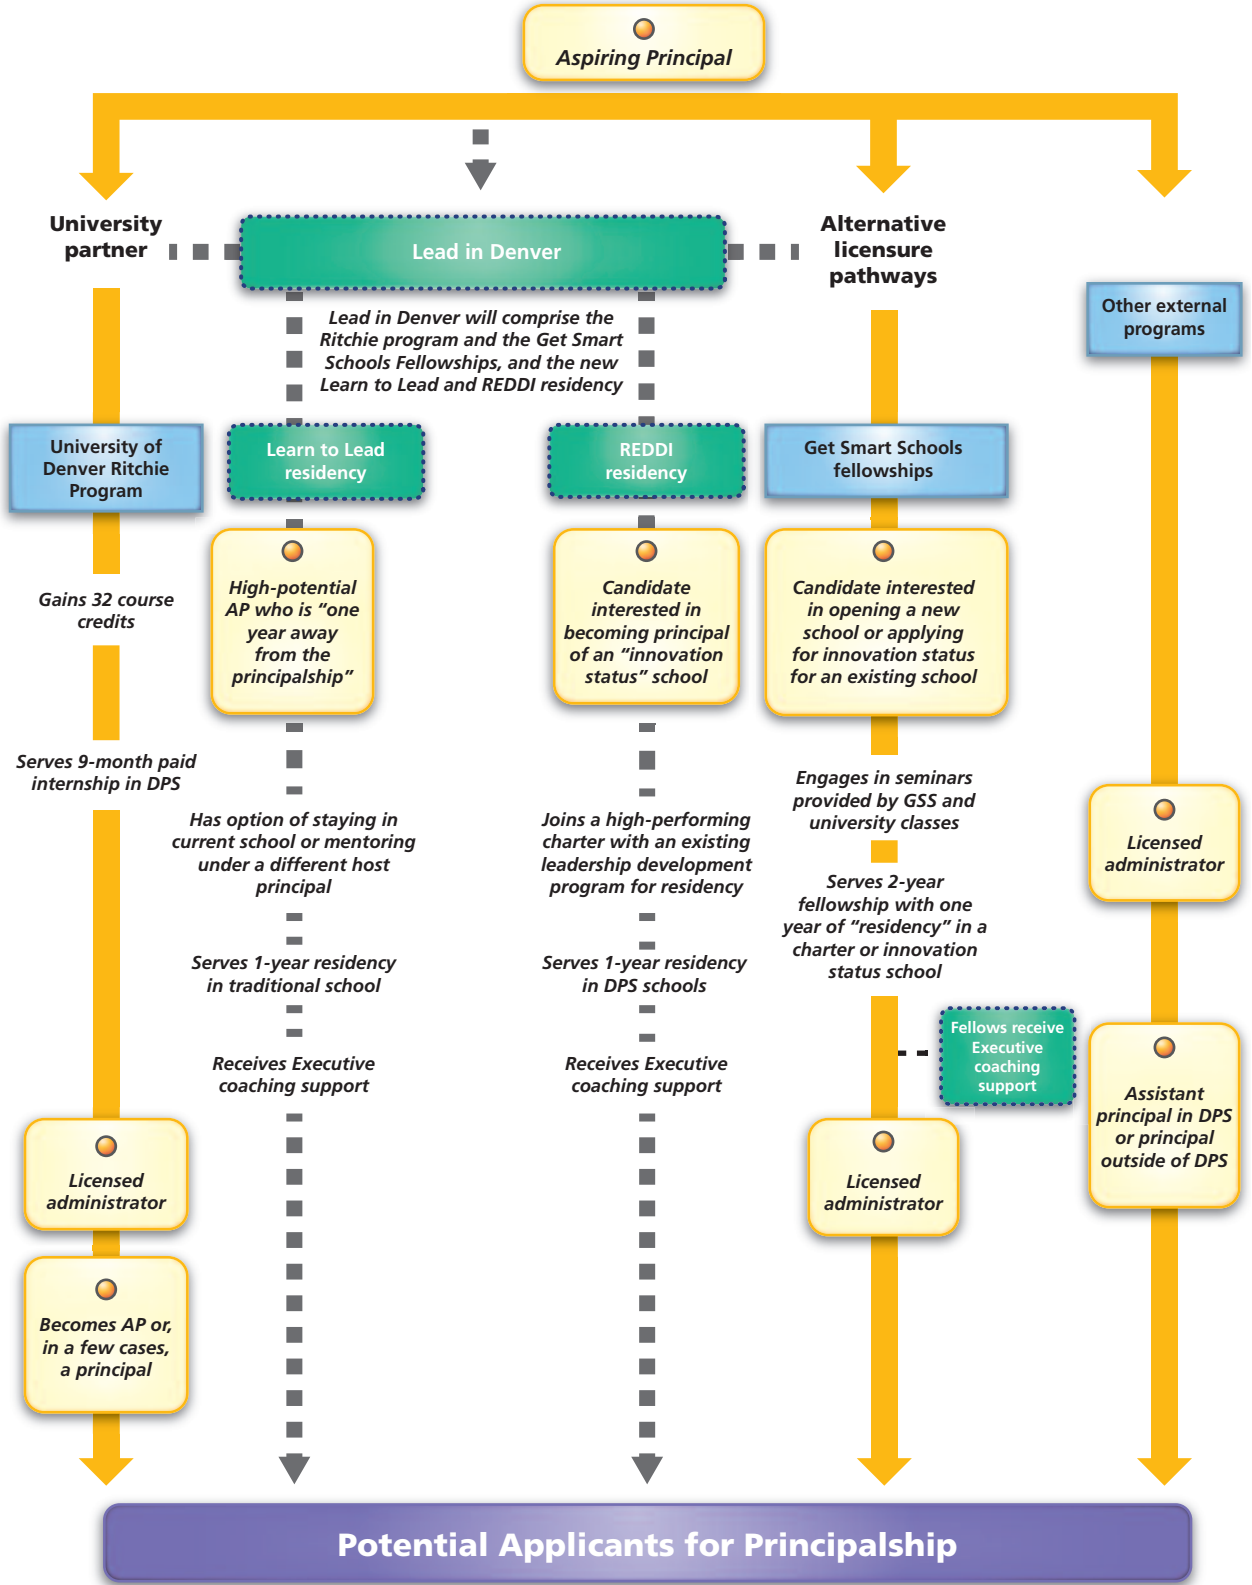 Aspiring Principal
University
partner
Lead in Denver
Alternative
licensure
pathways
Other external
programs
Lead in Denver will comprise the
Ritchie program and the Get Smart
Schools Fellowships, and the new
Learn to Lead and REDDI residency
University of
Denver Ritchie
Program
Learn to Lead
residency
REDDI
residency
Get Smart Schools
fellowships
Gains 32 course
credits
Serves 9-month paid
internship in DPS
High-potential
AP who is “one
year away
from the
principalship”
Candidate
interested in
becoming principal
of an “innovation
status” school
Candidate interested
in opening a new
school or applying
for innovation status
for an existing school
Has option of staying in
current school or mentoring
under a different host
principal
Joins a high-performing
charter with an existing
leadership development
program for residency
Engages in seminars
provided by GSS and
university classes
Licensed
administrator
Serves 2-year
fellowship with one
year of “residency” in a
charter or innovation
status school
Serves 1-year residency
in traditional school
Serves 1-year residency
in DPS schools
Fellows receive
Executive
coaching
support
Receives Executive
coaching support
Receives Executive
coaching support
Assistant
principal in DPS
or principal
outside of DPS
Licensed
administrator
Licensed
administrator
Becomes AP or,
in a few cases,
a principal
Potential Applicants for Principalship